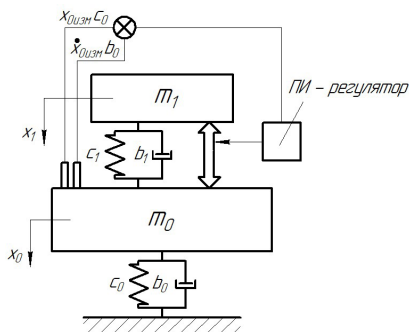 x₀изм c₀
ẋ₀изм b₀
ПИ – регулятор
m₁
x₁
c₁
b₁
m₀
x₀
c₀
b₀